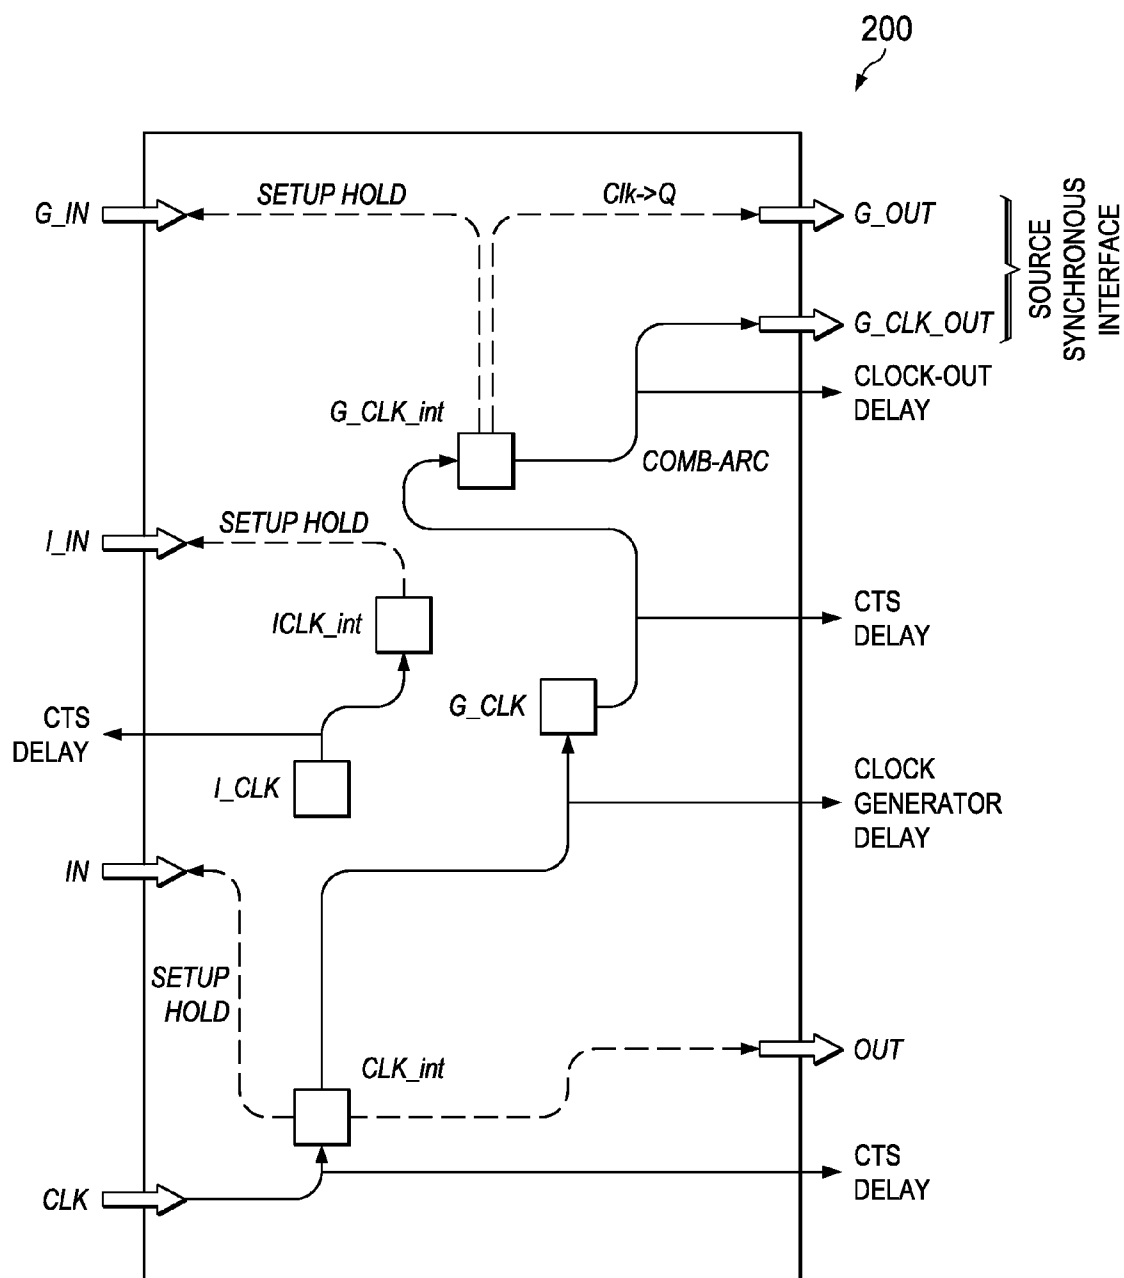 200
G_IN
SETUP HOLD
Clk->Q
G_OUT
SOURCE
SYNCHRONOUS
INTERFACE
G_CLK_OUT
CLOCK-OUT
DELAY
G_CLK_int
COMB-ARC
I_IN
SETUP HOLD
ICLK_int
CTS
DELAY
G_CLK
CTS
DELAY
I_CLK
CLOCK
GENERATOR
DELAY
IN
SETUP
HOLD
CLK_int
OUT
CTS
DELAY
CLK